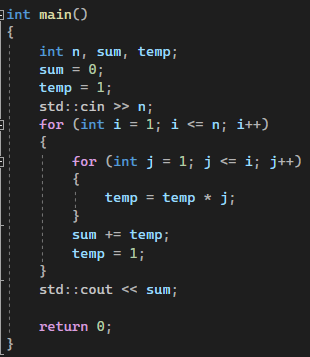 int main()
{
    int n, sum, temp;
    sum = 0;
    temp = 1;
    std::cin >> n;
    for (int i = 1; i <= n; i++)
    {
        for (int j = 1; j <= i; j++)
        {
            temp = temp * j;
        }
        sum += temp;
        temp = 1;
    }
    std::cout << sum;

    return 0;
}